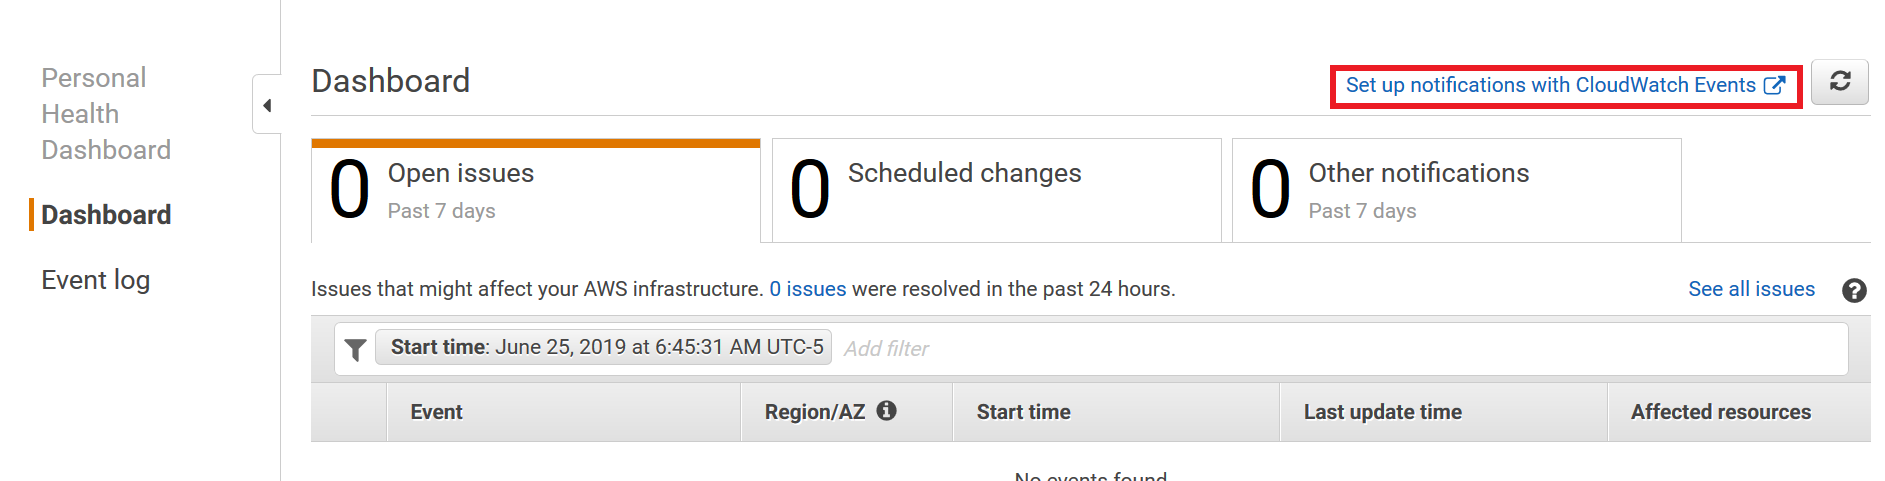 Personal
Health
Dashboard
Dashboard
Event log
Dashboard
Set up notifications with CloudWatch Events
0 Open issues
Past 7 days
0 Scheduled changes
0 Other notifications
Past 7 days
Issues that might affect your AWS infrastructure. 0 issues were resolved in the past 24 hours.
See all issues
Start time: June 25, 2019 at 6:45:31 AM UTC-5 Add filter
Event Region/AZ Start time Last update time Affected resources
No events found